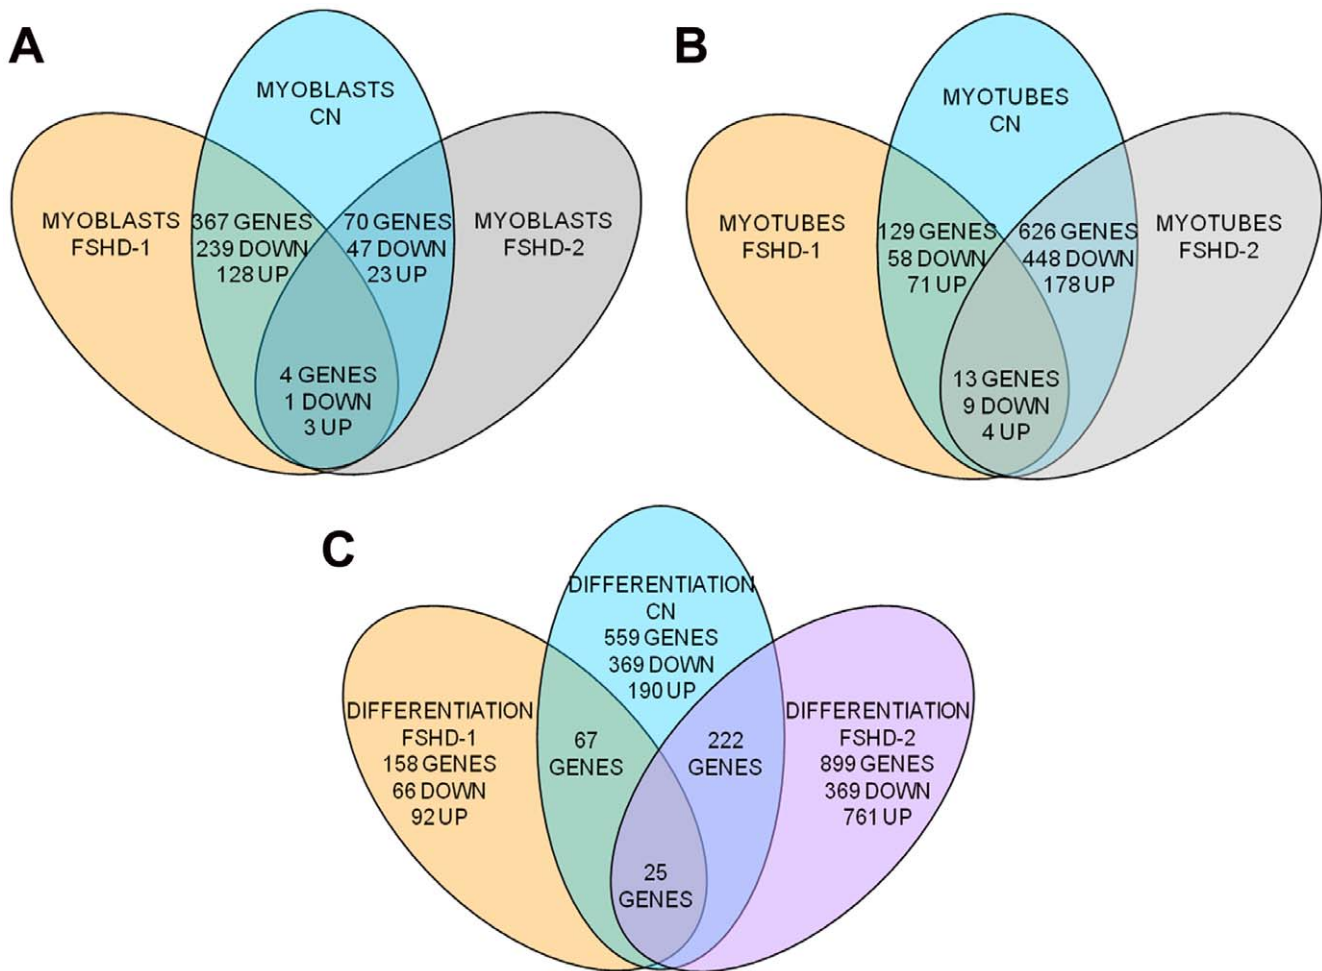 A
MYOBLASTS
CN
MYOBLASTS
FSHD-1
367 GENES
239 DOWN
128 UP
70 GENES
47 DOWN
23 UP
MYOBLASTS
FSHD-2
4 GENES
1 DOWN
3 UP
B
MYOTUBES
CN
MYOTUBES
FSHD-1
129 GENES
58 DOWN
71 UP
626 GENES
448 DOWN
178 UP
MYOTUBES
FSHD-2
13 GENES
9 DOWN
4 UP
C
DIFFERENTIATION
CN
559 GENES
369 DOWN
190 UP
DIFFERENTIATION
FSHD-1
158 GENES
66 DOWN
92 UP
67
GENES
222
GENES
DIFFERENTIATION
FSHD-2
899 GENES
369 DOWN
761 UP
25
GENES